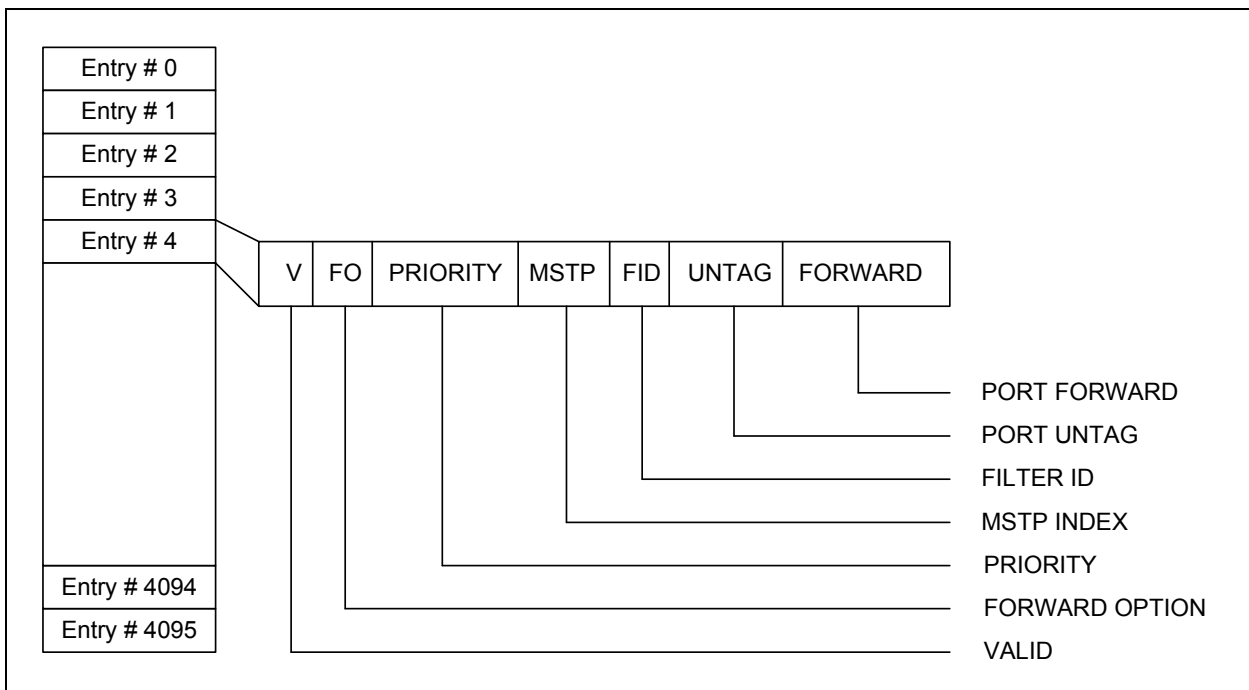 Entry # 0
Entry # 1
Entry # 2
Entry # 3
Entry # 4
V FO PRIORITY MSTP FID UNTAG FORWARD
PORT FORWARD
PORT UNTAG
FILTER ID
MSTP INDEX
PRIORITY
FORWARD OPTION
VALID
Entry # 4094
Entry # 4095